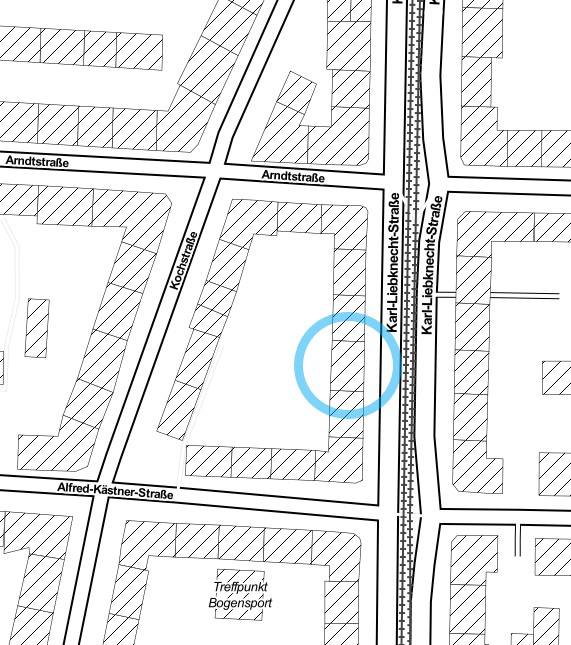 Arndtstraße
Arndtstraße
Kochstraße
Karl-Liebknecht-Straße
Karl-Liebknecht-Straße
Alfred-Kästner-Straße
Treffpunkt
Bogensport